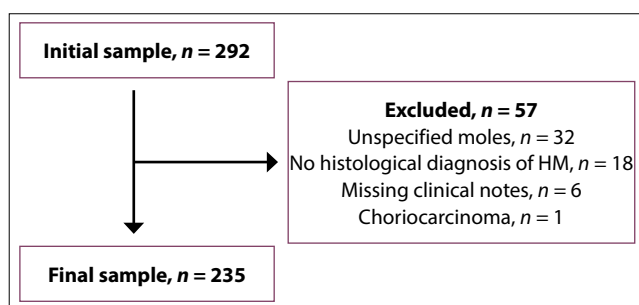 Initial sample, n = 292
Excluded, n = 57
Unspecified moles, n = 32
No histological diagnosis of HM, n = 18
Missing clinical notes, n = 6
Choriocarcinoma, n = 1
Final sample, n = 235